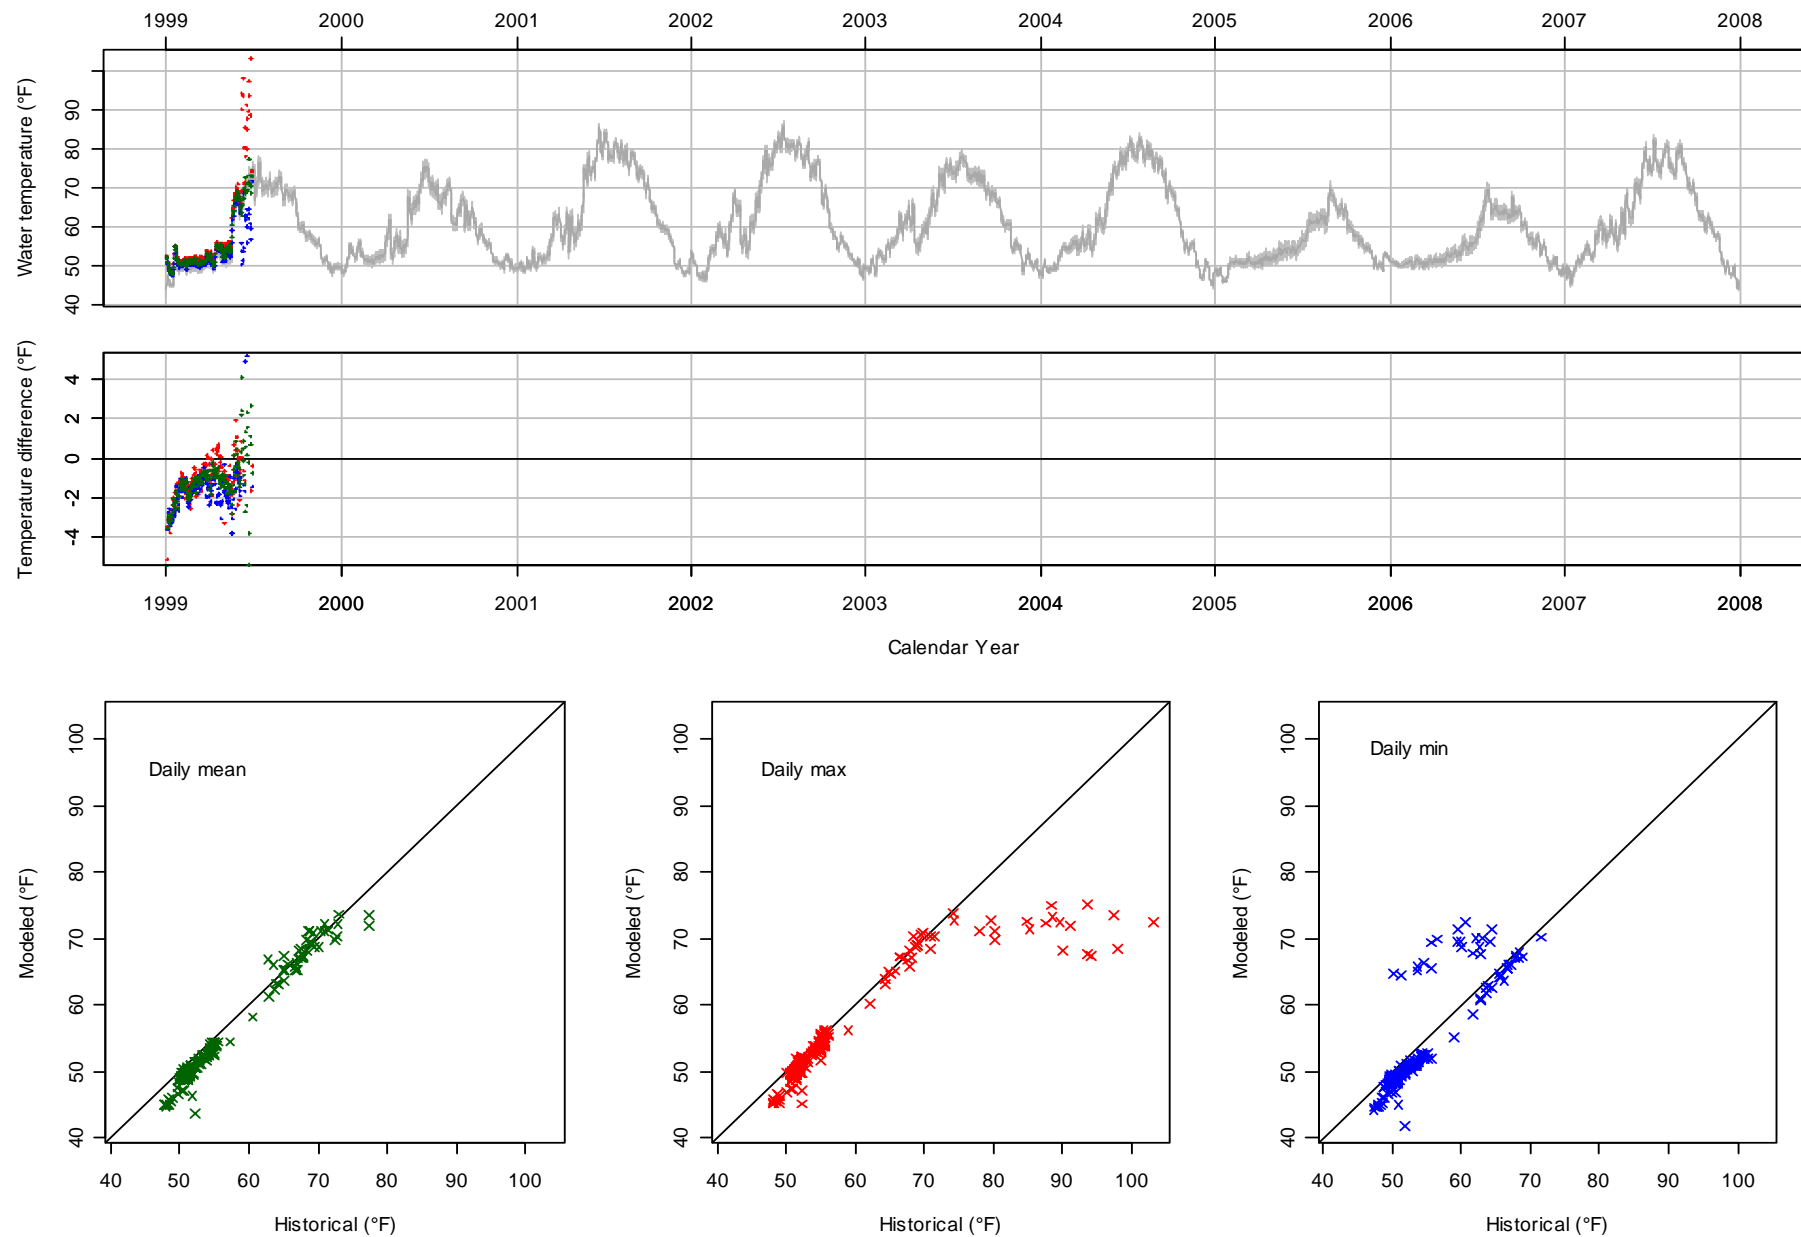 1999 2000 2001 2002 2003 2004 2005 2006 2007 2008
Water temperature (°F)
90
80
70
60
50
40
Temperature difference (°F)
4
2
0
-2
-4
1999 2000 2001 2002 2003 2004 2005 2006 2007 2008
Calendar Year
Daily mean
Modeled (°F)
100
90
80
70
60
50
40
40 50 60 70 80 90 100
Historical (°F)
Daily max
Modeled (°F)
100
90
80
70
60
50
40
40 50 60 70 80 90 100
Historical (°F)
Daily min
Modeled (°F)
100
90
80
70
60
50
40
40 50 60 70 80 90 100
Historical (°F)